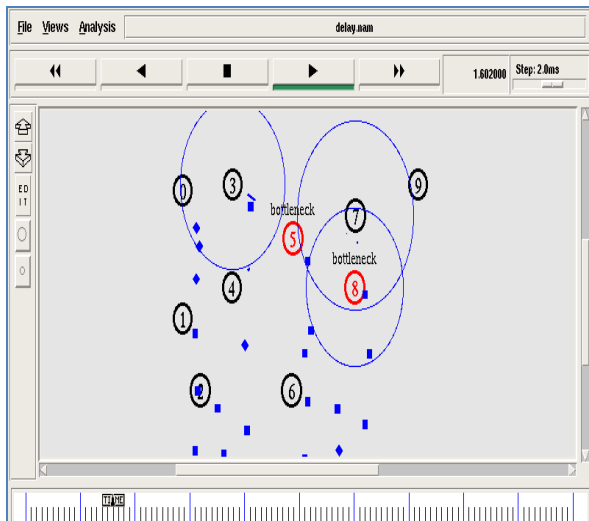 File Views Analysis delay.nam
1.602000 Step: 2.0ms
ED
IT
0 3 9
bottleneck
7
5
bottleneck
4 8
1
2 6
TIME